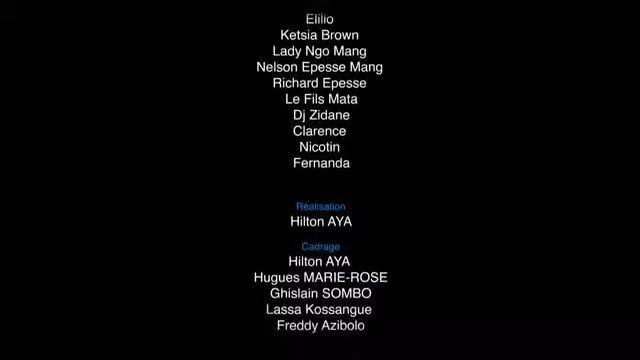 Elilio
Ketsia Brown
Lady Ngo Mang
Nelson Epesse Mang
Richard Epesse
Le Fils Mata
Dj Zidane
Clarence
Nicotin
Fernanda
Réalisation
Hilton AYA
Cadrage
Hilton AYA
Hugues MARIE-ROSE
Ghislain SOMBO
Lassa Kossangue
Freddy Azibolo